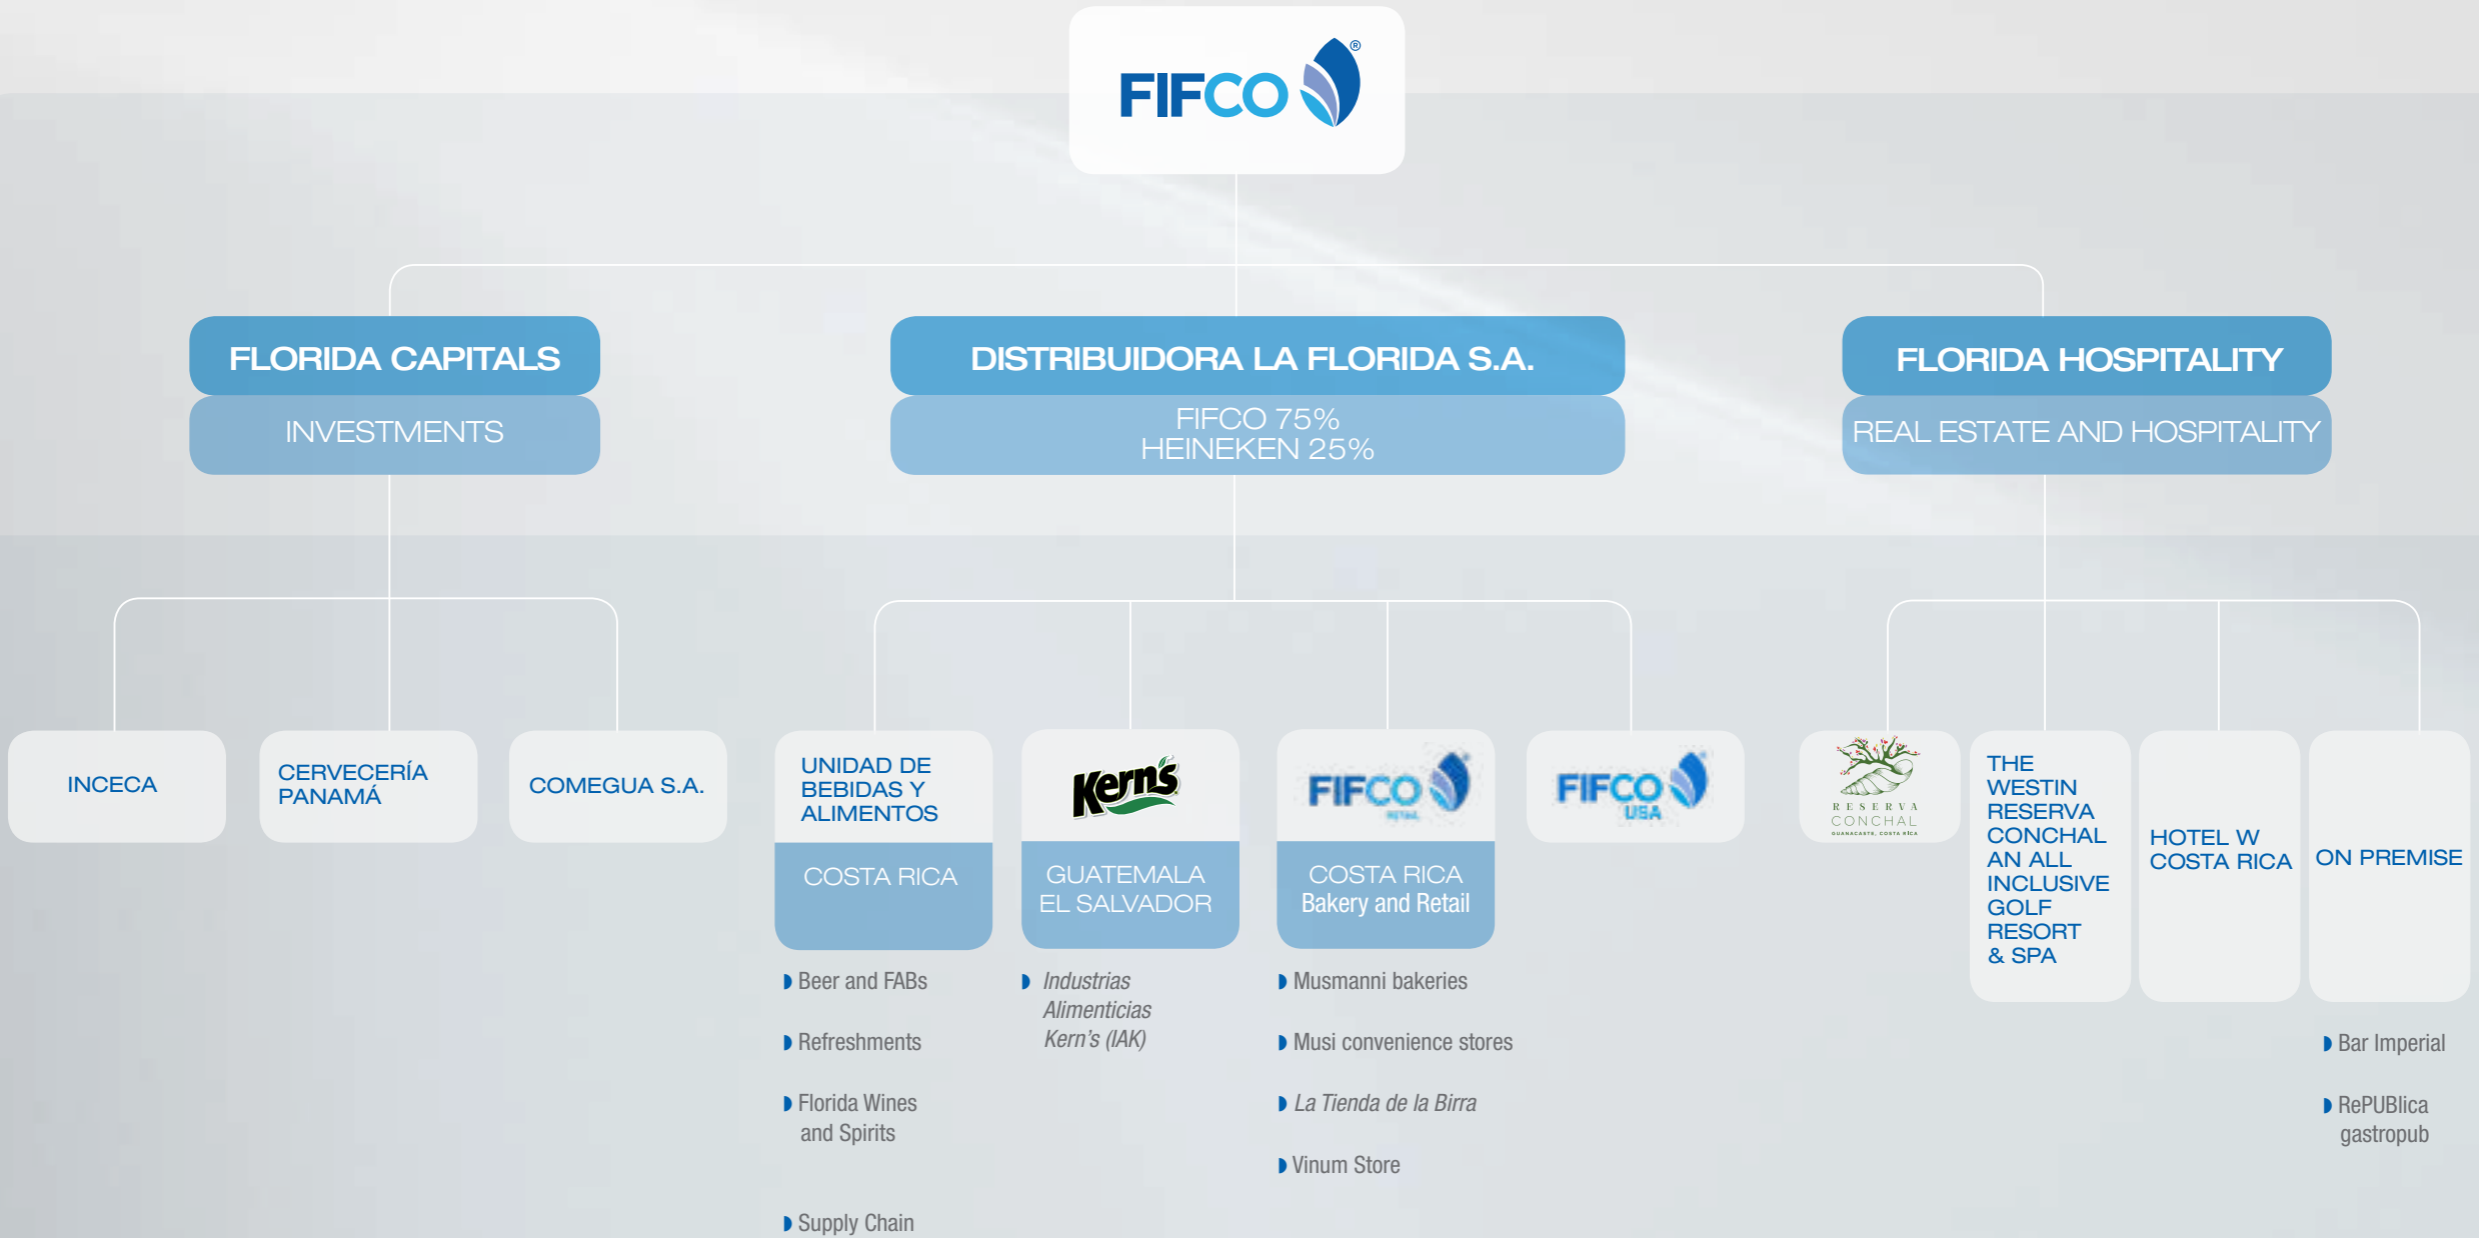 FIFCO ®
FLORIDA CAPITALS
INVESTMENTS
DISTRIBUIDORA LA FLORIDA S.A.
FIFCO 75%
HEINEKEN 25%
FLORIDA HOSPITALITY
REAL ESTATE AND HOSPITALITY
INCECA
CERVECERÍA
PANAMÁ
COMEGUA S.A.
UNIDAD DE
BEBIDAS Y
ALIMENTOS
COSTA RICA
Beer and FABs
Refreshments
Florida Wines
and Spirits
Supply Chain
Kern's
GUATEMALA
EL SALVADOR
Industrias
Alimenticias
Kern's (IAK)
FIFCO
RETAIL
COSTA RICA
Bakery and Retail
Musmanni bakeries
Musi convenience stores
La Tienda de la Birra
Vinum Store
FIFCO
USA
RESERVA
CONCHAL
GUANACASTE, COSTA RICA
THE
WESTIN
RESERVA
CONCHAL
AN ALL
INCLUSIVE
GOLF
RESORT
& SPA
HOTEL W
COSTA RICA
ON PREMISE
Bar Imperial
RePUBlica
gastropub